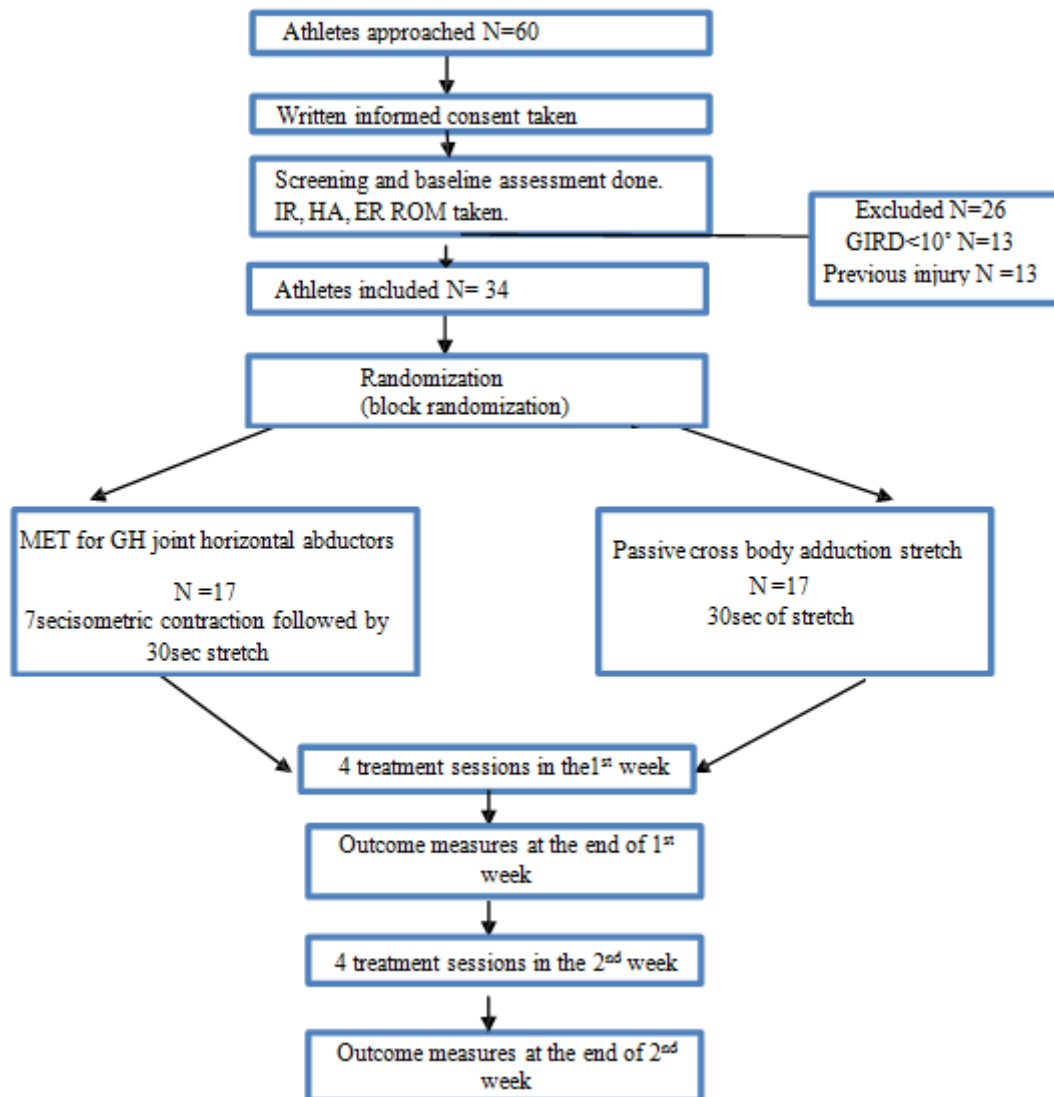 Athletes approached N=60
Written informed consent taken
Screening and baseline assessment done.
IR, HA, ER ROM taken.
Excluded N=26
GIRD<10˚ N=13
Previous injury N =13
Athletes included N= 34
Randomization
(block randomization)
MET for GH joint horizontal abductors
N =17
7secisometric contraction followed by
30sec stretch
Passive cross body adduction stretch
N =17
30sec of stretch
4 treatment sessions in the1st week
Outcome measures at the end of 1st
week
4 treatment sessions in the 2nd week
Outcome measures at the end of 2nd
week